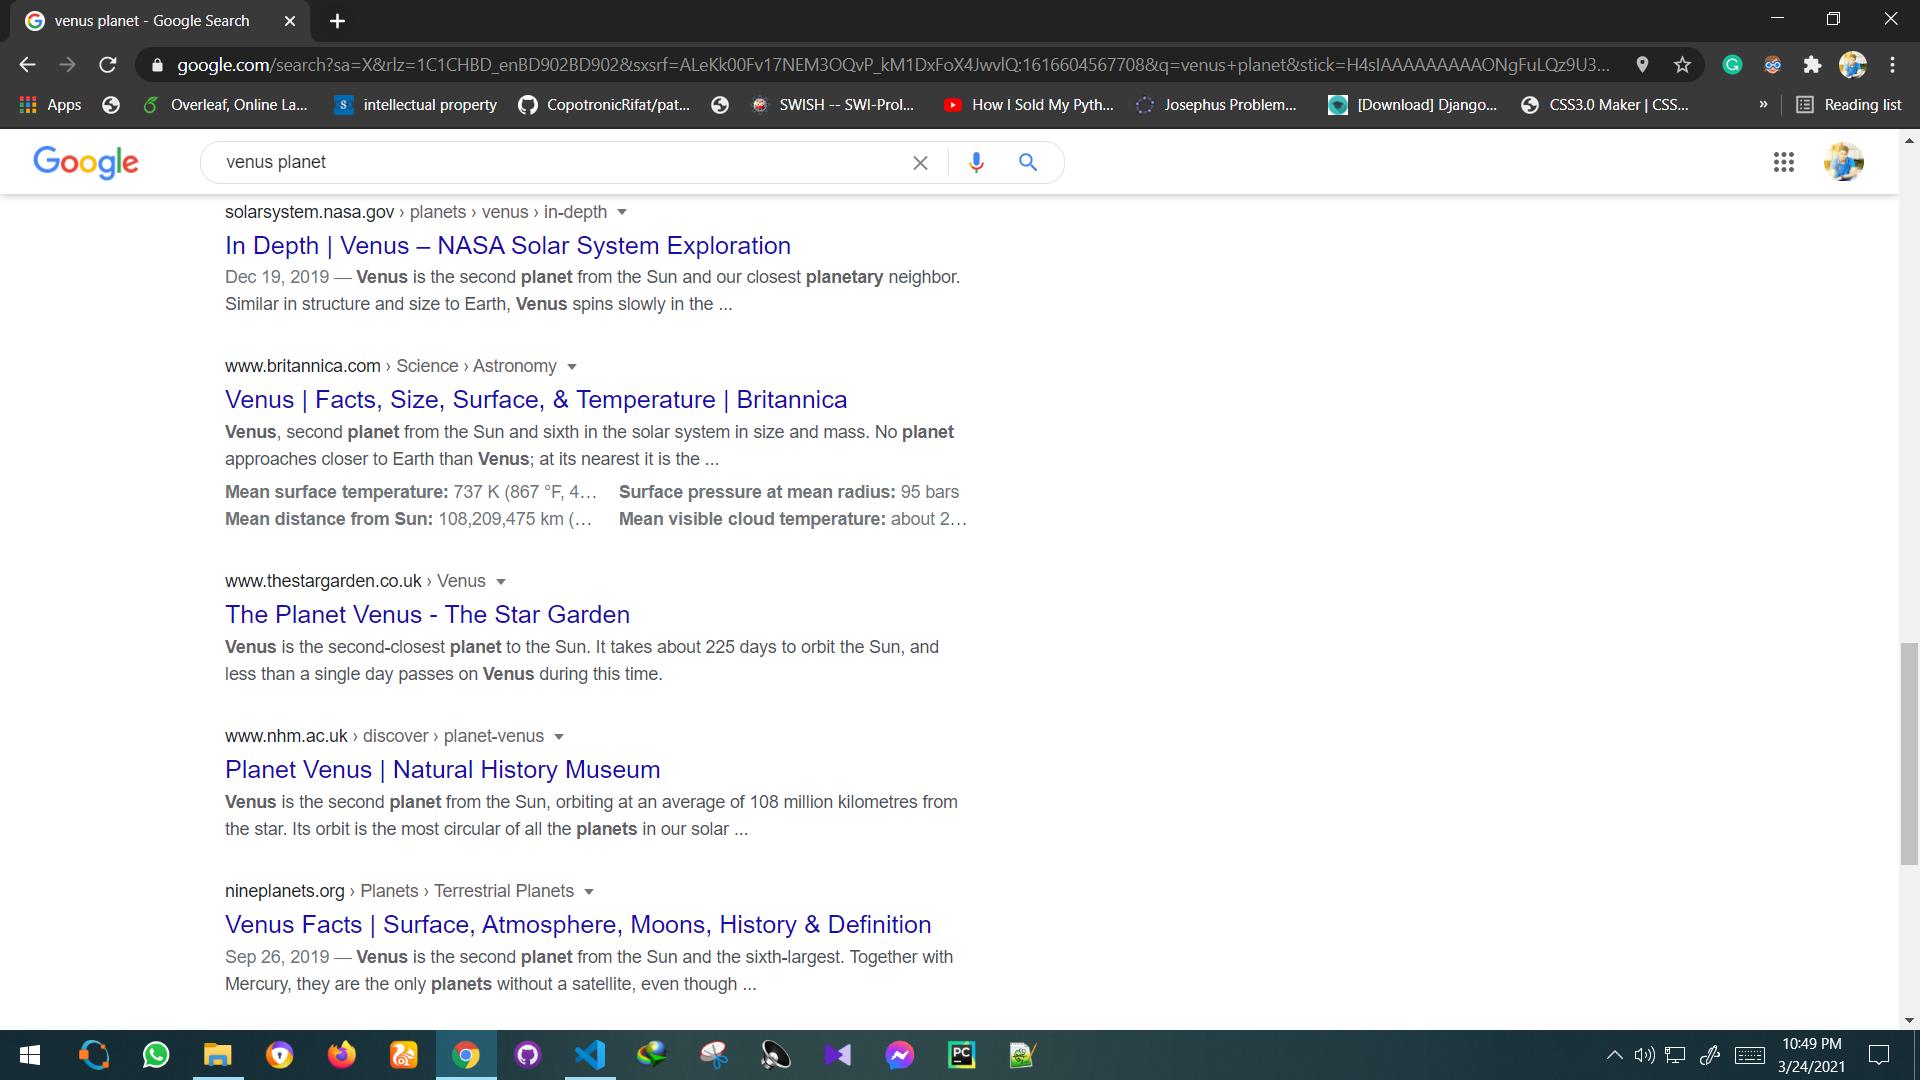 venus planet - Google Search
google.com/search?sa=X&rlz=1C1CHBD_enBD902BD902&sxsrf=ALeKk00Fv17NEM3OQvP_kM1DxFoX4JwvlQ:1616604567708&q=venus+planet&stick=H4sIAAAAAAAAAONgFuLQz9U3...
Apps Overleaf, Online La... intellectual property CopotronicRifat/pat... SWISH -- SWI-Prol... How I Sold My Pyth... Josephus Problem... [Download] Django... CSS3.0 Maker | CSS... » Reading list
Google venus planet
solarsystem.nasa.gov › planets › venus › in-depth
In Depth | Venus – NASA Solar System Exploration
Dec 19, 2019 — Venus is the second planet from the Sun and our closest planetary neighbor.
Similar in structure and size to Earth, Venus spins slowly in the ...
www.britannica.com › Science › Astronomy
Venus | Facts, Size, Surface, & Temperature | Britannica
Venus, second planet from the Sun and sixth in the solar system in size and mass. No planet
approaches closer to Earth than Venus; at its nearest it is the ...
Mean surface temperature: 737 K (867 °F, 4... Surface pressure at mean radius: 95 bars
Mean distance from Sun: 108,209,475 km (... Mean visible cloud temperature: about 2...
www.thestargarden.co.uk › Venus
The Planet Venus - The Star Garden
Venus is the second-closest planet to the Sun. It takes about 225 days to orbit the Sun, and
less than a single day passes on Venus during this time.
www.nhm.ac.uk › discover › planet-venus
Planet Venus | Natural History Museum
Venus is the second planet from the Sun, orbiting at an average of 108 million kilometres from
the star. Its orbit is the most circular of all the planets in our solar ...
nineplanets.org › Planets › Terrestrial Planets
Venus Facts | Surface, Atmosphere, Moons, History & Definition
Sep 26, 2019 — Venus is the second planet from the Sun and the sixth-largest. Together with
Mercury, they are the only planets without a satellite, even though ...
PC
10:49 PM
3/24/2021